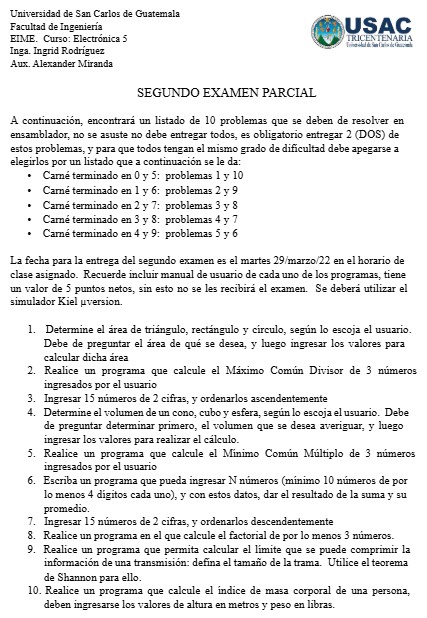 Universidad de San Carlos de Guatemala
Facultad de Ingeniería
EIME. Curso: Electrónica 5
Inga. Ingrid Rodríguez
Aux. Alexander Miranda
USAC
TRICENTENARIA
Universidad de San Carlos de Guatemala
SEGUNDO EXAMEN PARCIAL
A continuación, encontrará un listado de 10 problemas que se deben de resolver en
ensamblador, no se asuste no debe entregar todos, es obligatorio entregar 2 (DOS) de
estos problemas, y para que todos tengan el mismo grado de dificultad debe apegarse a
elegirlos por un listado que a continuación se le da:
• Carné terminado en 0 y 5: problemas 1 y 10
• Carné terminado en 1 y 6: problemas 2 y 9
• Carné terminado en 2 y 7: problemas 3 y 8
• Carné terminado en 3 y 8: problemas 4 y 7
• Carné terminado en 4 y 9: problemas 5 y 6
La fecha para la entrega del segundo examen es el martes 29/marzo/22 en el horario de
clase asignado. Recuerde incluir manual de usuario de cada uno de los programas, tiene
un valor de 5 puntos netos, sin esto no se les recibirá el examen. Se deberá utilizar el
simulador Kiel µversion.
1. Determine el área de triángulo, rectángulo y circulo, según lo escoja el usuario.
Debe de preguntar el área de qué se desea, y luego ingresar los valores para
calcular dicha área
2. Realice un programa que calcule el Máximo Común Divisor de 3 números
ingresados por el usuario
3. Ingresar 15 números de 2 cifras, y ordenarlos ascendentemente
4. Determine el volumen de un cono, cubo y esfera, según lo escoja el usuario. Debe
de preguntar determinar primero, el volumen que se desea averiguar, y luego
ingresar los valores para realizar el cálculo.
5. Realice un programa que calcule el Mínimo Común Múltiplo de 3 números
ingresados por el usuario
6. Escriba un programa que pueda ingresar N números (mínimo 10 números de por
lo menos 4 dígitos cada uno), y con estos datos, dar el resultado de la suma y su
promedio.
7. Ingresar 15 números de 2 cifras, y ordenarlos descendentemente
8. Realice un programa en el que calcule el factorial de por lo menos 3 números.
9. Realice un programa que permita calcular el límite que se puede comprimir la
información de una transmisión: defina el tamaño de la trama. Utilice el teorema
de Shannon para ello.
10. Realice un programa que calcule el índice de masa corporal de una persona,
deben ingresarse los valores de altura en metros y peso en libras.